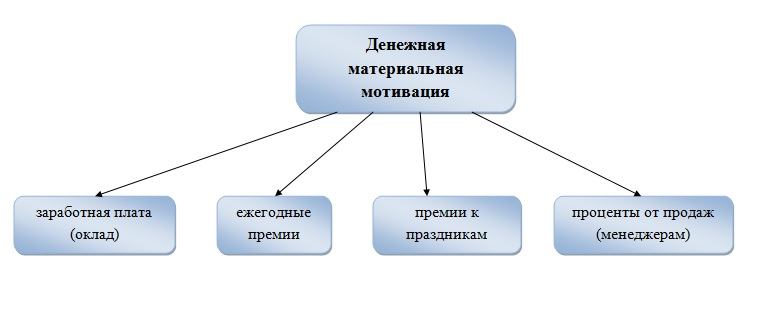 Денежная
материальная
мотивация
заработная плата
(оклад)
ежегодные
премии
премии к
праздникам
проценты от продаж
(менеджерам)